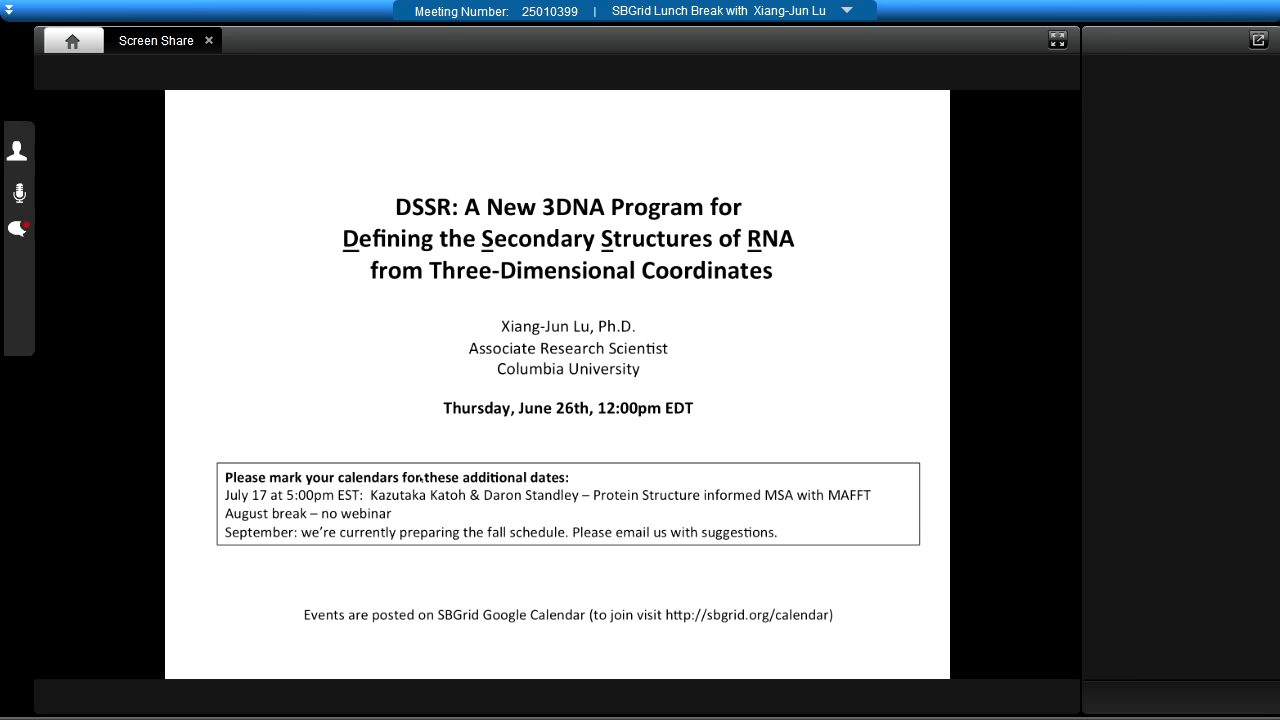 Meeting Number: 25010399 | SBGrid Lunch Break with Xiang-Jun Lu
Screen Share
DSSR: A New 3DNA Program for
Defining the Secondary Structures of RNA
from Three-Dimensional Coordinates
Xiang-Jun Lu, Ph.D.
Associate Research Scientist
Columbia University
Thursday, June 26th, 12:00pm EDT
Please mark your calendars for these additional dates:
July 17 at 5:00pm EST: Kazutaka Katoh & Daron Standley – Protein Structure informed MSA with MAFFT
August break – no webinar
September: we're currently preparing the fall schedule. Please email us with suggestions.
Events are posted on SBGrid Google Calendar (to join visit http://sbgrid.org/calendar)